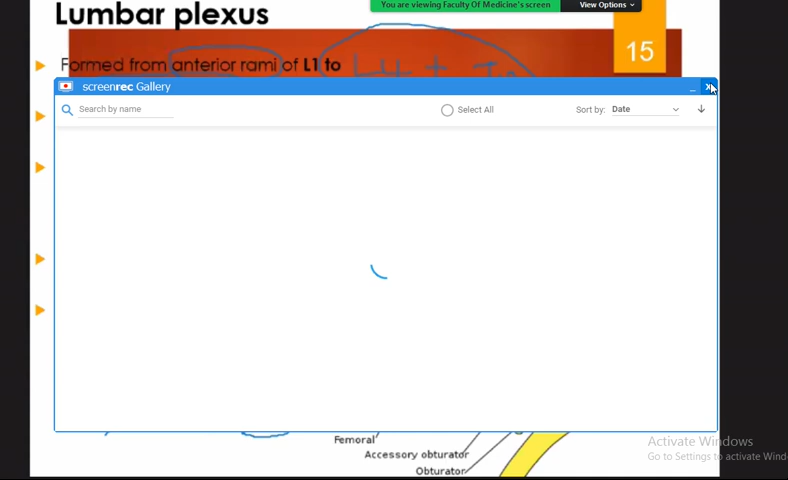 You are viewing Faculty Of Medicine's screen
View Options
Lumbar plexus
15
Formed from anterior rami of L1 to
screenrec Gallery
Search by name
Select All
Sort by: Date
Femoral
Accessory obturator
Obturator
Activate Windows
Go to Settings to activate Wind